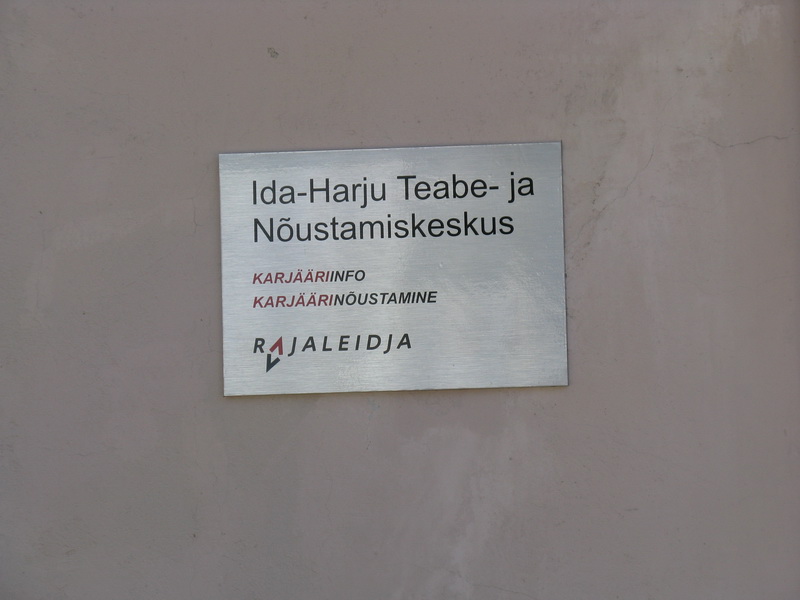 Ida-Harju Teabe- ja
Nõustamiskeskus
KARJÄÄRIINFO
KARJÄÄRINÕUSTAMINE
RAJALEIDJA